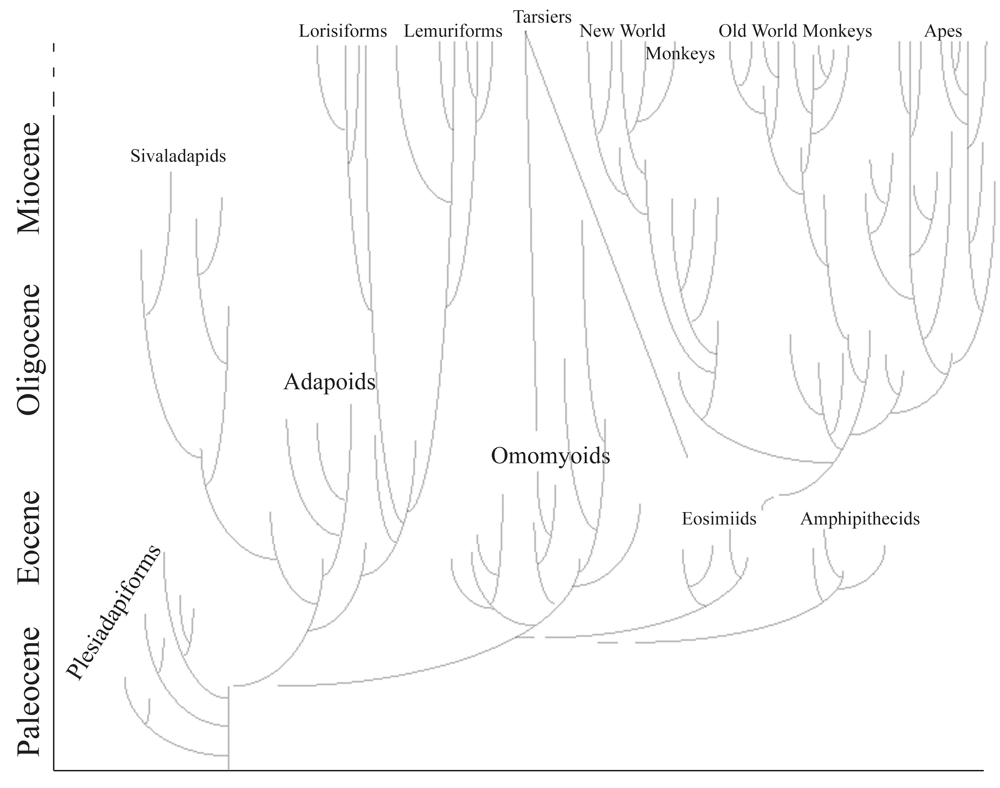 Tarsiers
Lorisiforms
Lemuriforms
New World
Monkeys
Old World Monkeys
Apes
Sivaladapids
Adapoids
Omomyoids
Eosimiids
Amphipithecids
Plesiadapiforms
Miocene
Oligocene
Eocene
Paleocene